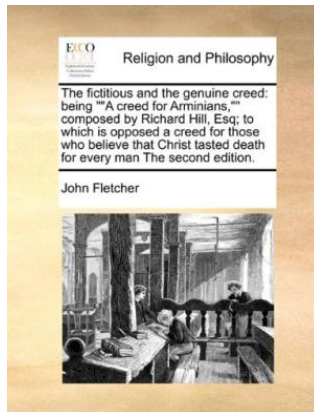 ECCO
Religion and Philosophy
The fictitious and the genuine creed:
being ""A creed for Arminians,""
composed by Richard Hill, Esq; to
which is opposed a creed for those
who believe that Christ tasted death
for every man The second edition.
John Fletcher